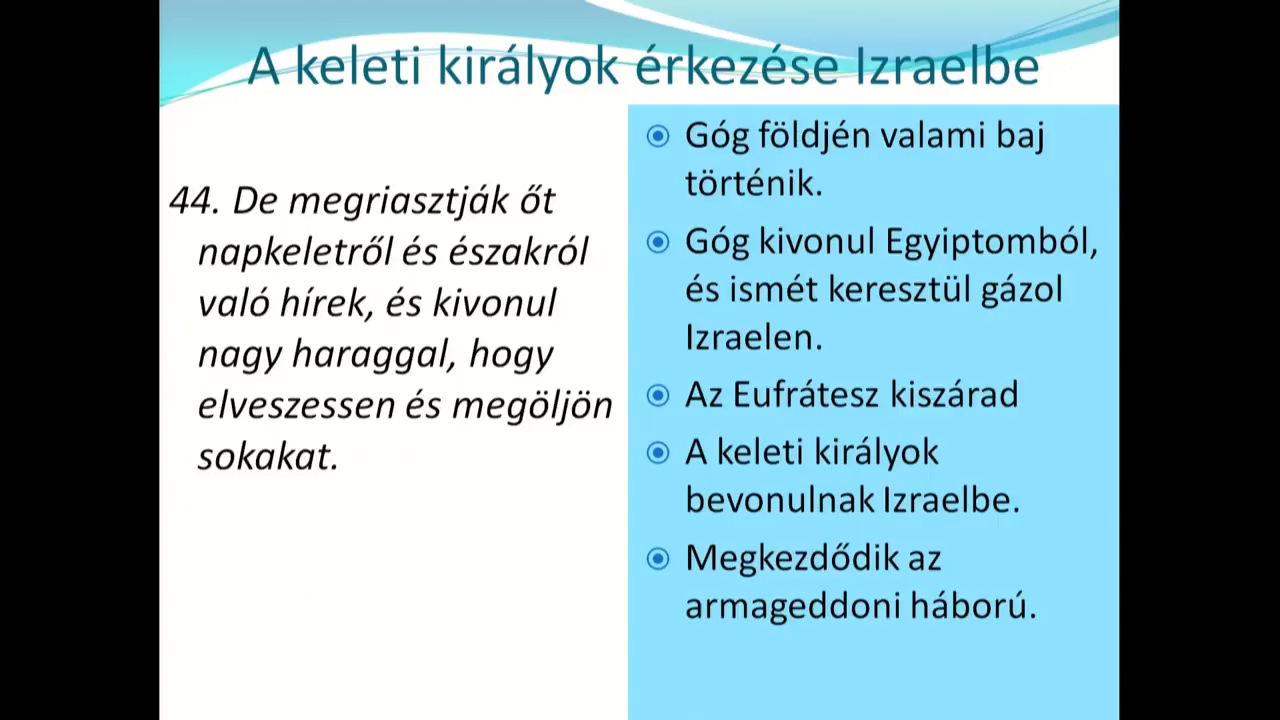 A keleti királyok érkezése Izraelbe
44. De megriasztják őt
napkeletről és északról
való hírek, és kivonul
nagy haraggal, hogy
elveszessen és megöljön
sokakat.
Góg földjén valami baj
történik.
Góg kivonul Egyiptomból,
és ismét keresztül gázol
Izraelen.
Az Eufrátesz kiszárad
A keleti királyok
bevonulnak Izraelbe.
Megkezdődik az
armageddoni háború.